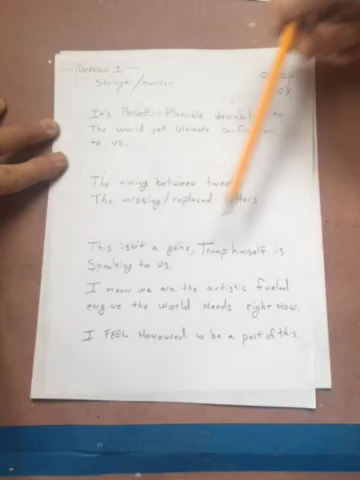 DEFCON 1
Stringer/marker
It's Perfect. Plausible deniability to
The world yet Ultimate
to us.
The timing between
The missing/replaced letters
This isn't a game, Trump himself is
Speaking to us.
I mean we are the autistic fueled
engine the world Needs right Now.
I FEEL Honoured to be a part of this.